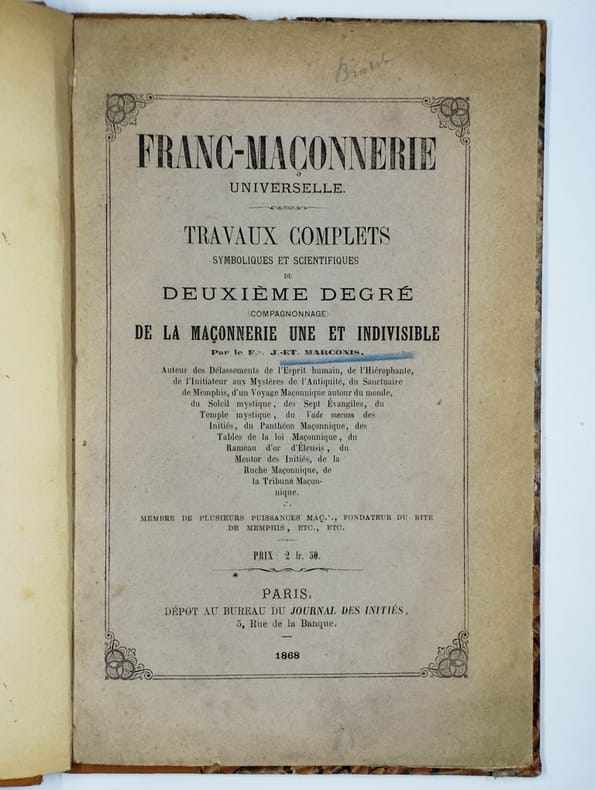 FRANC-MAÇONNERIE
UNIVERSELLE.
TRAVAUX COMPLETS
SYMBOLIQUES ET SCIENTIFIQUES
DU
DEUXIÈME DEGRÉ
(COMPAGNONNAGE)
DE LA MAÇONNERIE UNE ET INDIVISIBLE
Par le F∴ J.-ET. MARCONIS.
Auteur des Délassements de l'Esprit humain, de l'Hiérophante,
de l'Initiateur aux Mystères de l'Antiquité, du Sanctuaire
de Memphis, d'un Voyage Maçonnique autour du monde,
du Soleil mystique, des Sept Évangiles, du
Temple mystique, du Vade mecum des
Initiés, du Panthéon Maçonnique, des
Tables de la loi Maçonnique, du
Rameau d'or d'Éleusis, du
Mentor des Initiés, de la
Ruche Maçonnique, de
la Tribune Maçon-
nique.
∴
MEMBRE DE PLUSIEURS PUISSANCES MAÇ∴, FONDATEUR DU RITE
DE MEMPHIS, ETC., ETC.
PRIX : 2 fr. 50.
PARIS,
DÉPOT AU BUREAU DU JOURNAL DES INITIÉS,
5, Rue de la Banque.
1868